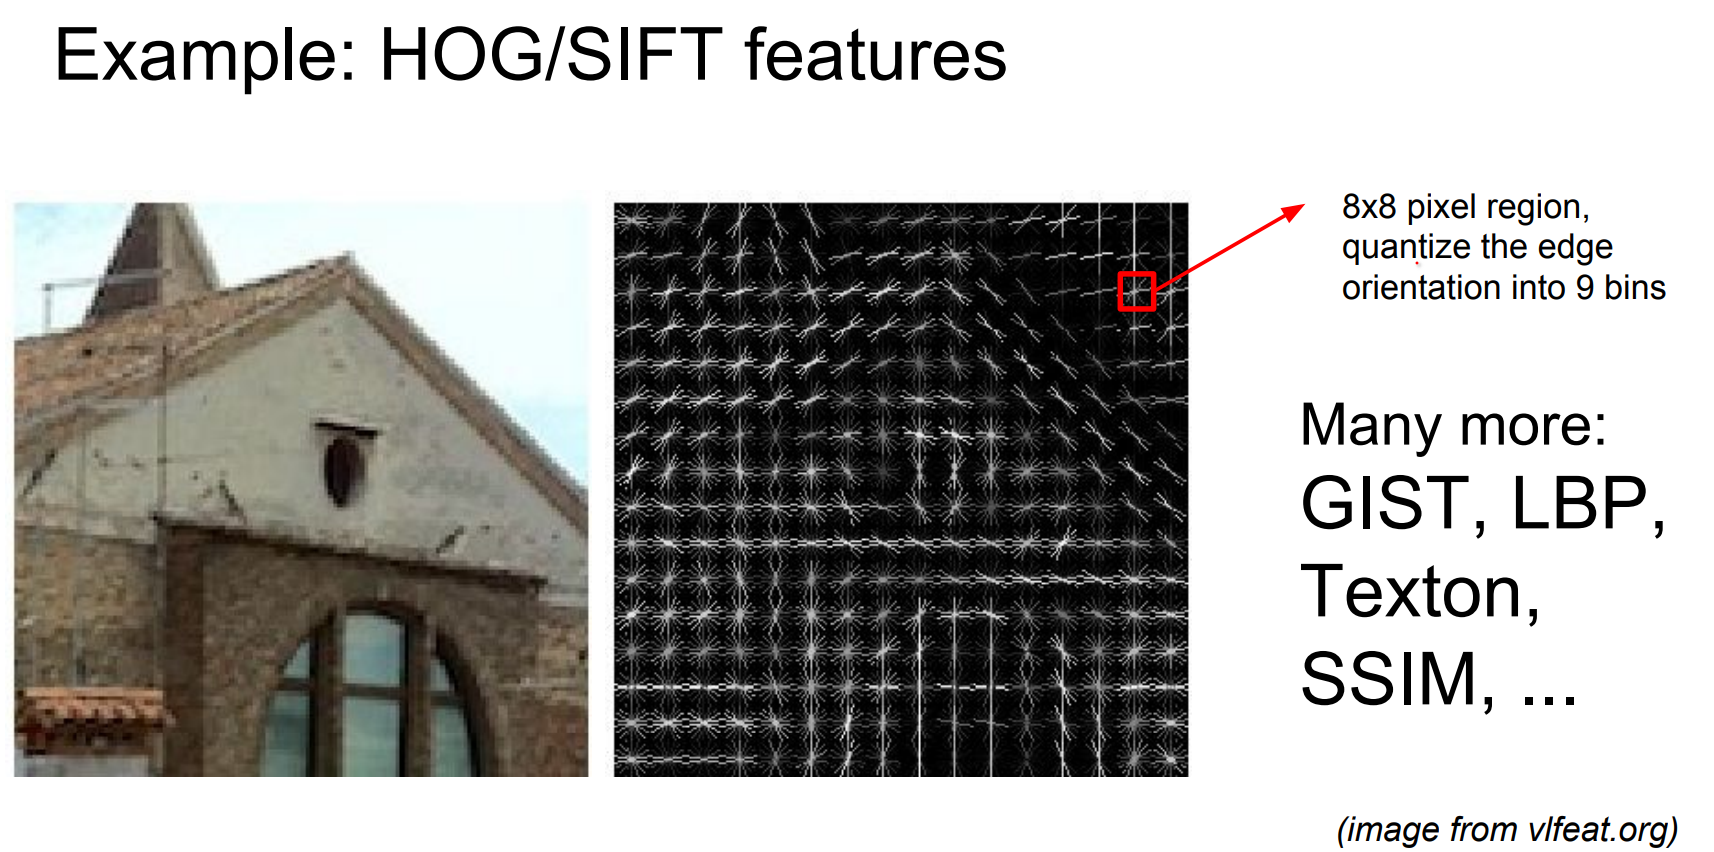 Example: HOG/SIFT features
8x8 pixel region,
quantize the edge
orientation into 9 bins
Many more:
GIST, LBP,
Texton,
SSIM, ...
(image from vlfeat.org)